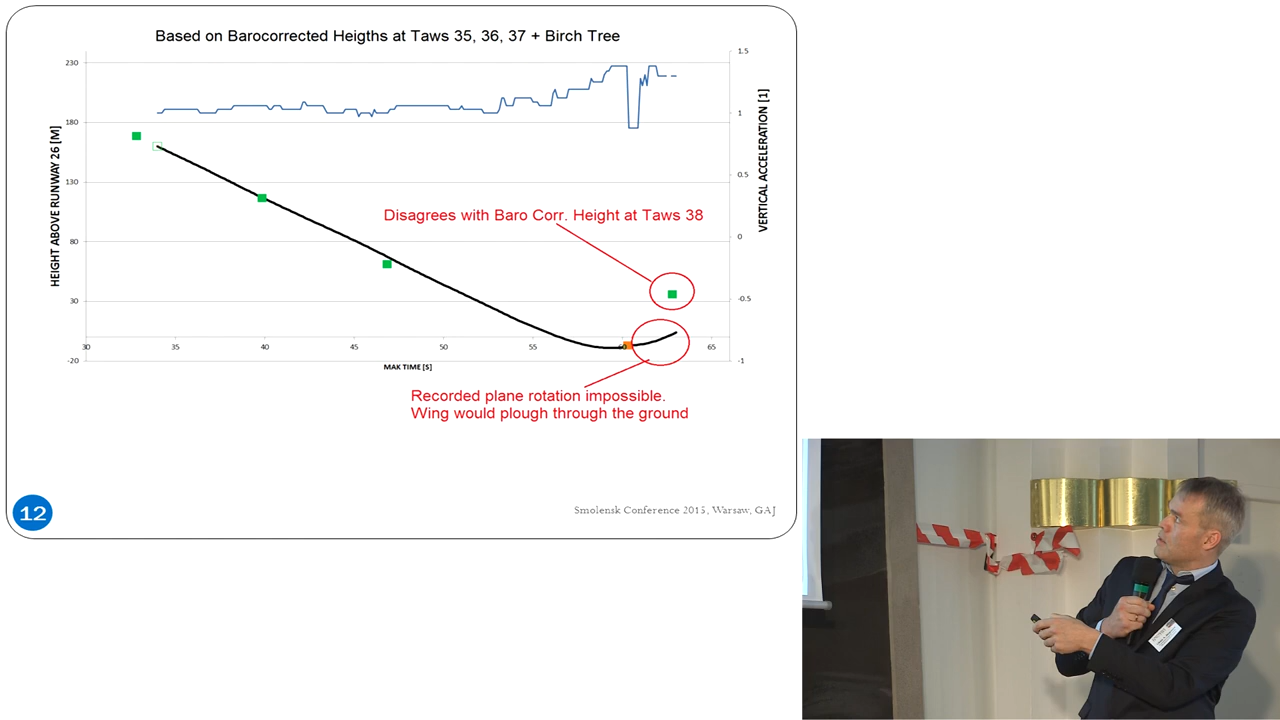 Based on Barocorrected Heigths at Taws 35, 36, 37 + Birch Tree
HEIGHT ABOVE RUNWAY 26 [M]
230
180
130
80
30
-20
1.5
1
0.5
0
-0.5
-1
VERTICAL ACCELERATION [1]
Disagrees with Baro Corr. Height at Taws 38
30
35
40
45
50
55
60
65
MAK TIME [S]
Recorded plane rotation impossible.
Wing would plough through the ground
12
Smolensk Conference 2015, Warsaw, GAJ